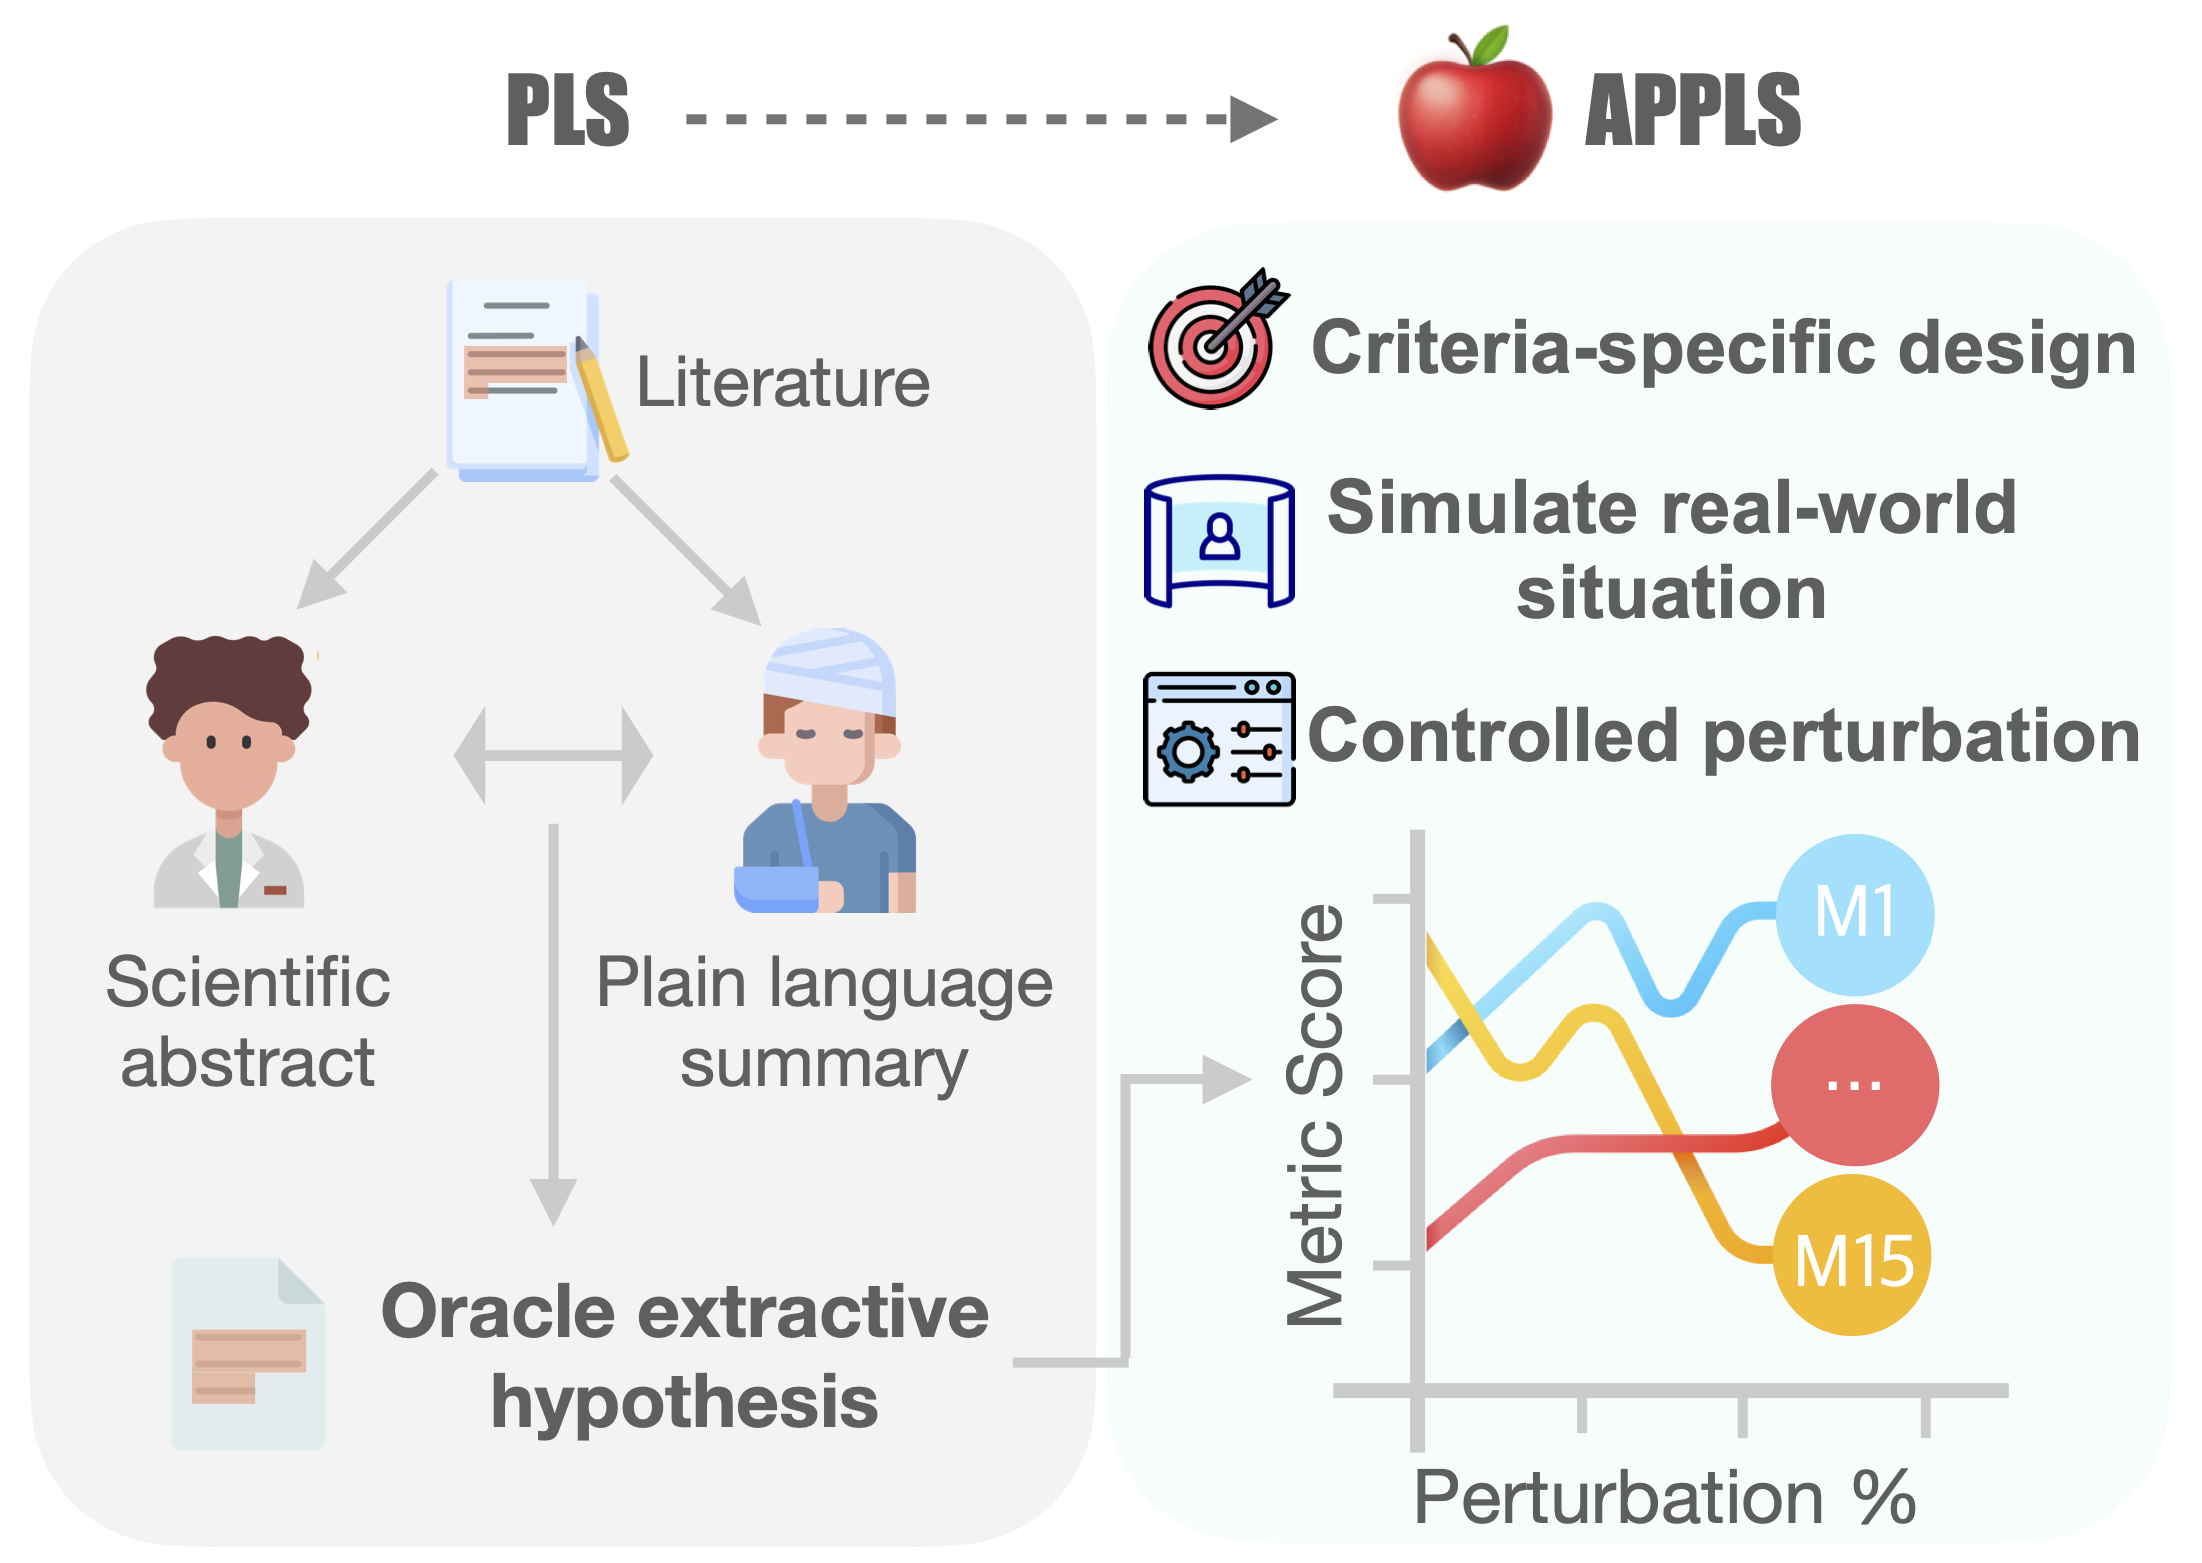 PLS
APPLS
Literature
Scientific
abstract
Plain language
summary
Oracle extractive
hypothesis
Criteria-specific design
Simulate real-world
situation
Controlled perturbation
Metric Score
M1
...
M15
Perturbation %